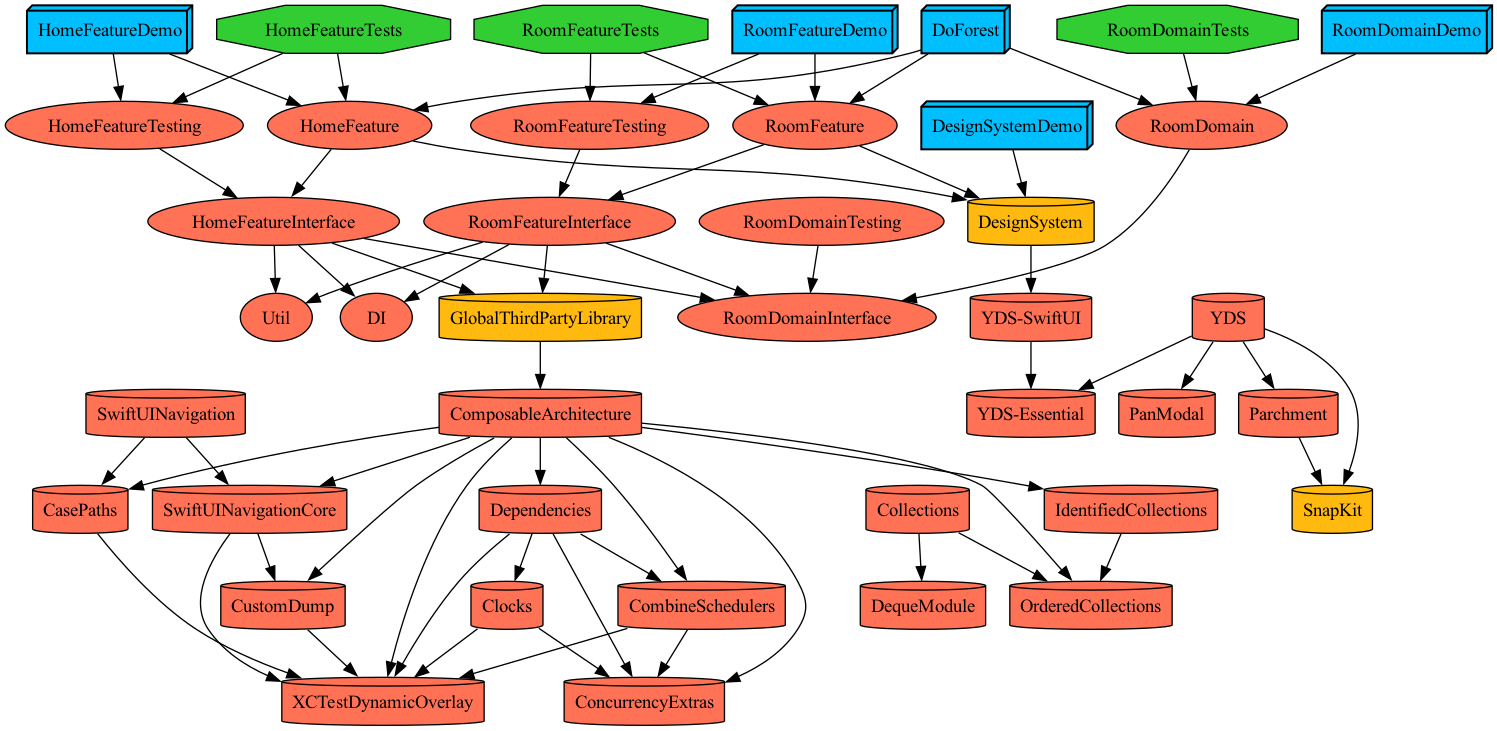 HomeFeatureDemo
HomeFeatureTests
RoomFeatureTests
RoomFeatureDemo
DoForest
RoomDomainTests
RoomDomainDemo
HomeFeatureTesting
HomeFeature
RoomFeatureTesting
RoomFeature
DesignSystemDemo
RoomDomain
HomeFeatureInterface
RoomFeatureInterface
RoomDomainTesting
DesignSystem
Util
DI
GlobalThirdPartyLibrary
RoomDomainInterface
YDS-SwiftUI
YDS
SwiftUINavigation
ComposableArchitecture
YDS-Essential
PanModal
Parchment
CasePaths
SwiftUINavigationCore
Dependencies
Collections
IdentifiedCollections
SnapKit
CustomDump
Clocks
CombineSchedulers
DequeModule
OrderedCollections
XCTestDynamicOverlay
ConcurrencyExtras